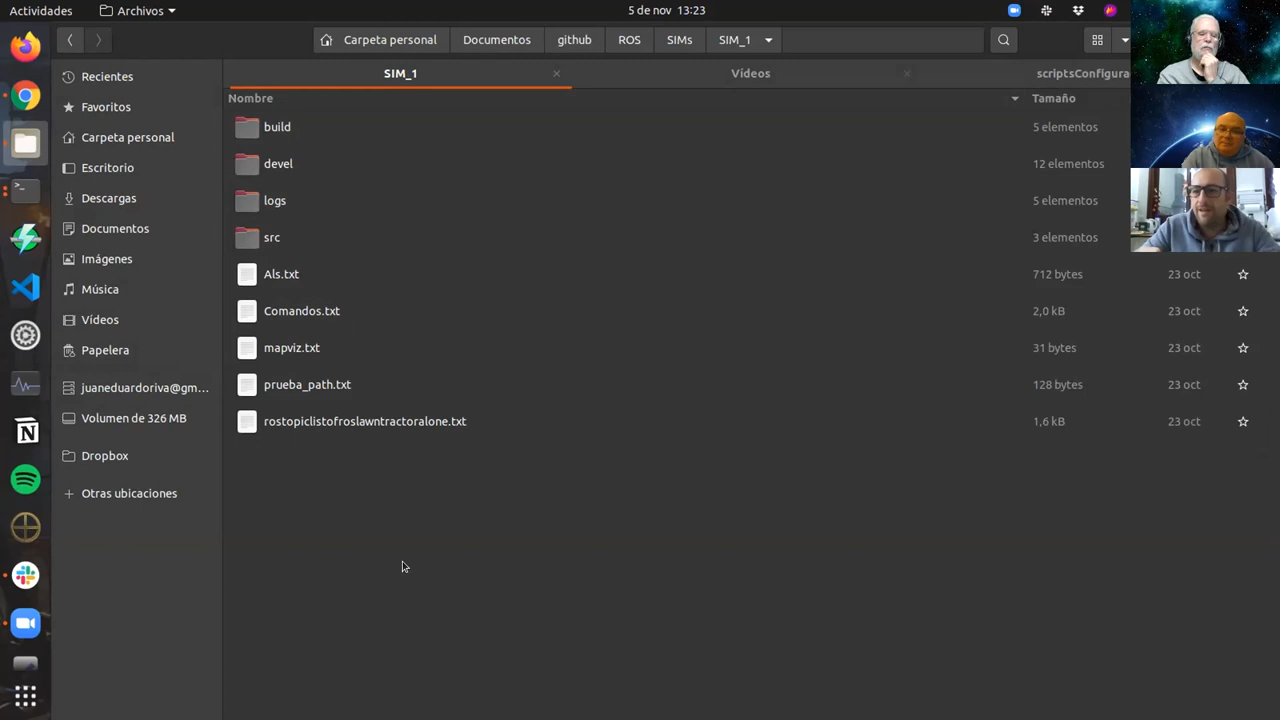 Actividades
Archivos
5 de nov 13:23
Carpeta personal
Documentos
github
ROS
SIMs
SIM_1
SIM_1
Vídeos
scriptsConfigura
Nombre
Tamaño
Recientes
Favoritos
Carpeta personal
Escritorio
Descargas
Documentos
Imágenes
Música
Vídeos
Papelera
juaneduardoriva@gm...
Volumen de 326 MB
Dropbox
+ Otras ubicaciones
build 5 elementos
devel 12 elementos
logs 5 elementos
src 3 elementos
Als.txt 712 bytes 23 oct
Comandos.txt 2,0 kB 23 oct
mapviz.txt 31 bytes 23 oct
prueba_path.txt 128 bytes 23 oct
rostopiclistofroslawntractoralone.txt 1,6 kB 23 oct